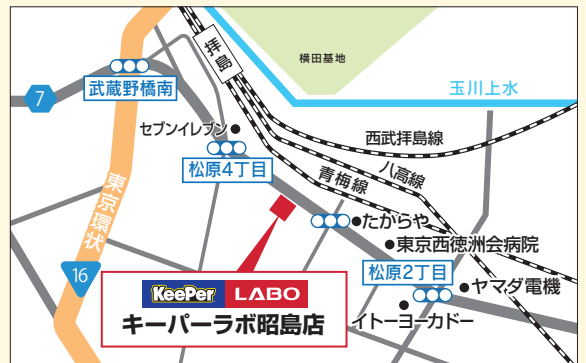 横田基地
拝島
玉川上水
武蔵野橋南
7
セブンイレブン
西武拝島線
松原4丁目
八高線
青梅線
東京環状
たからや
東京西徳洲会病院
16
松原2丁目
ヤマダ電機
KeePer LABO
イトーヨーカドー
キーパーラボ昭島店